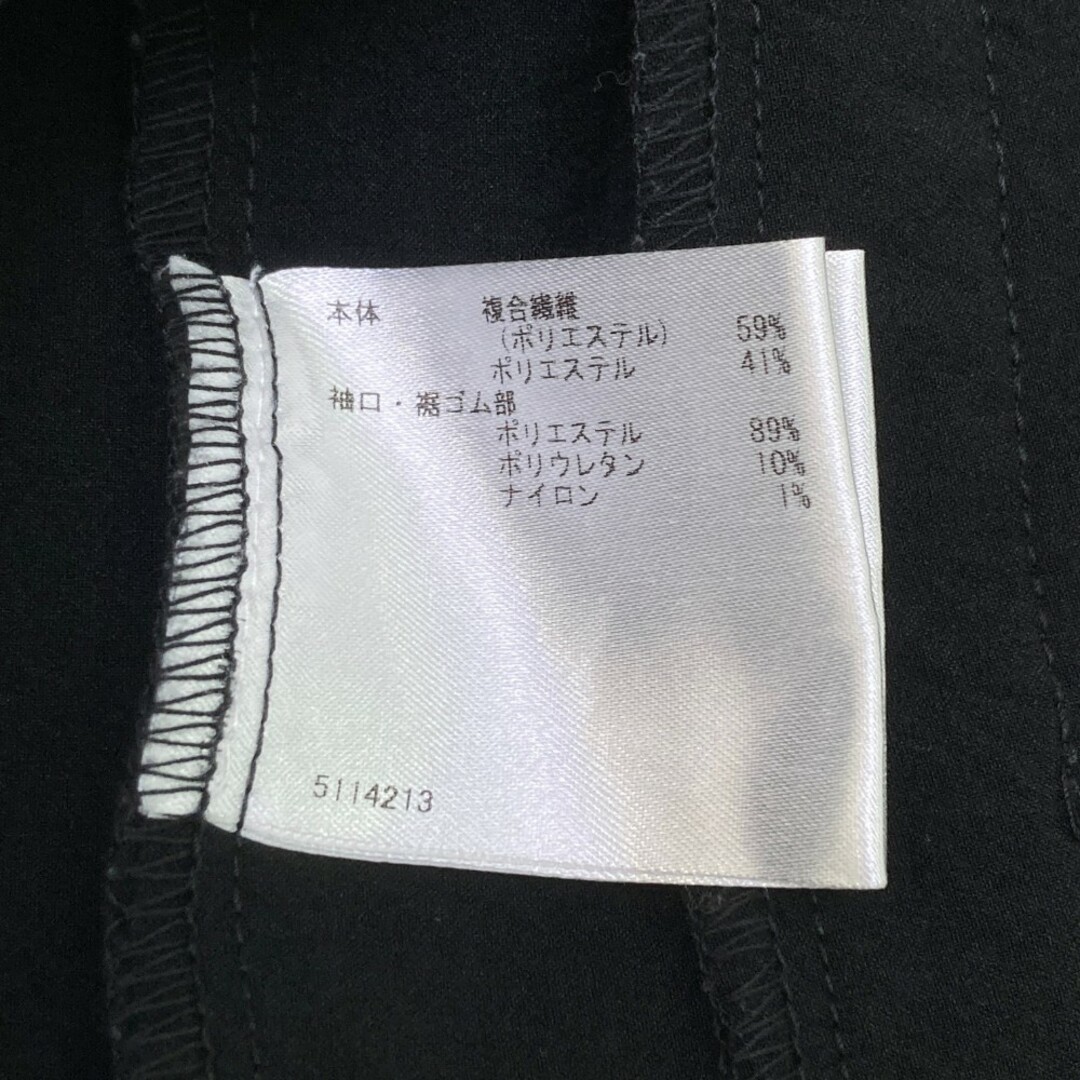 本体 複合繊維
(ポリエステル) 59%
ポリエステル 41%
袖口・裾ゴム部
ポリエステル 89%
ポリウレタン 10%
ナイロン 1%
5114213